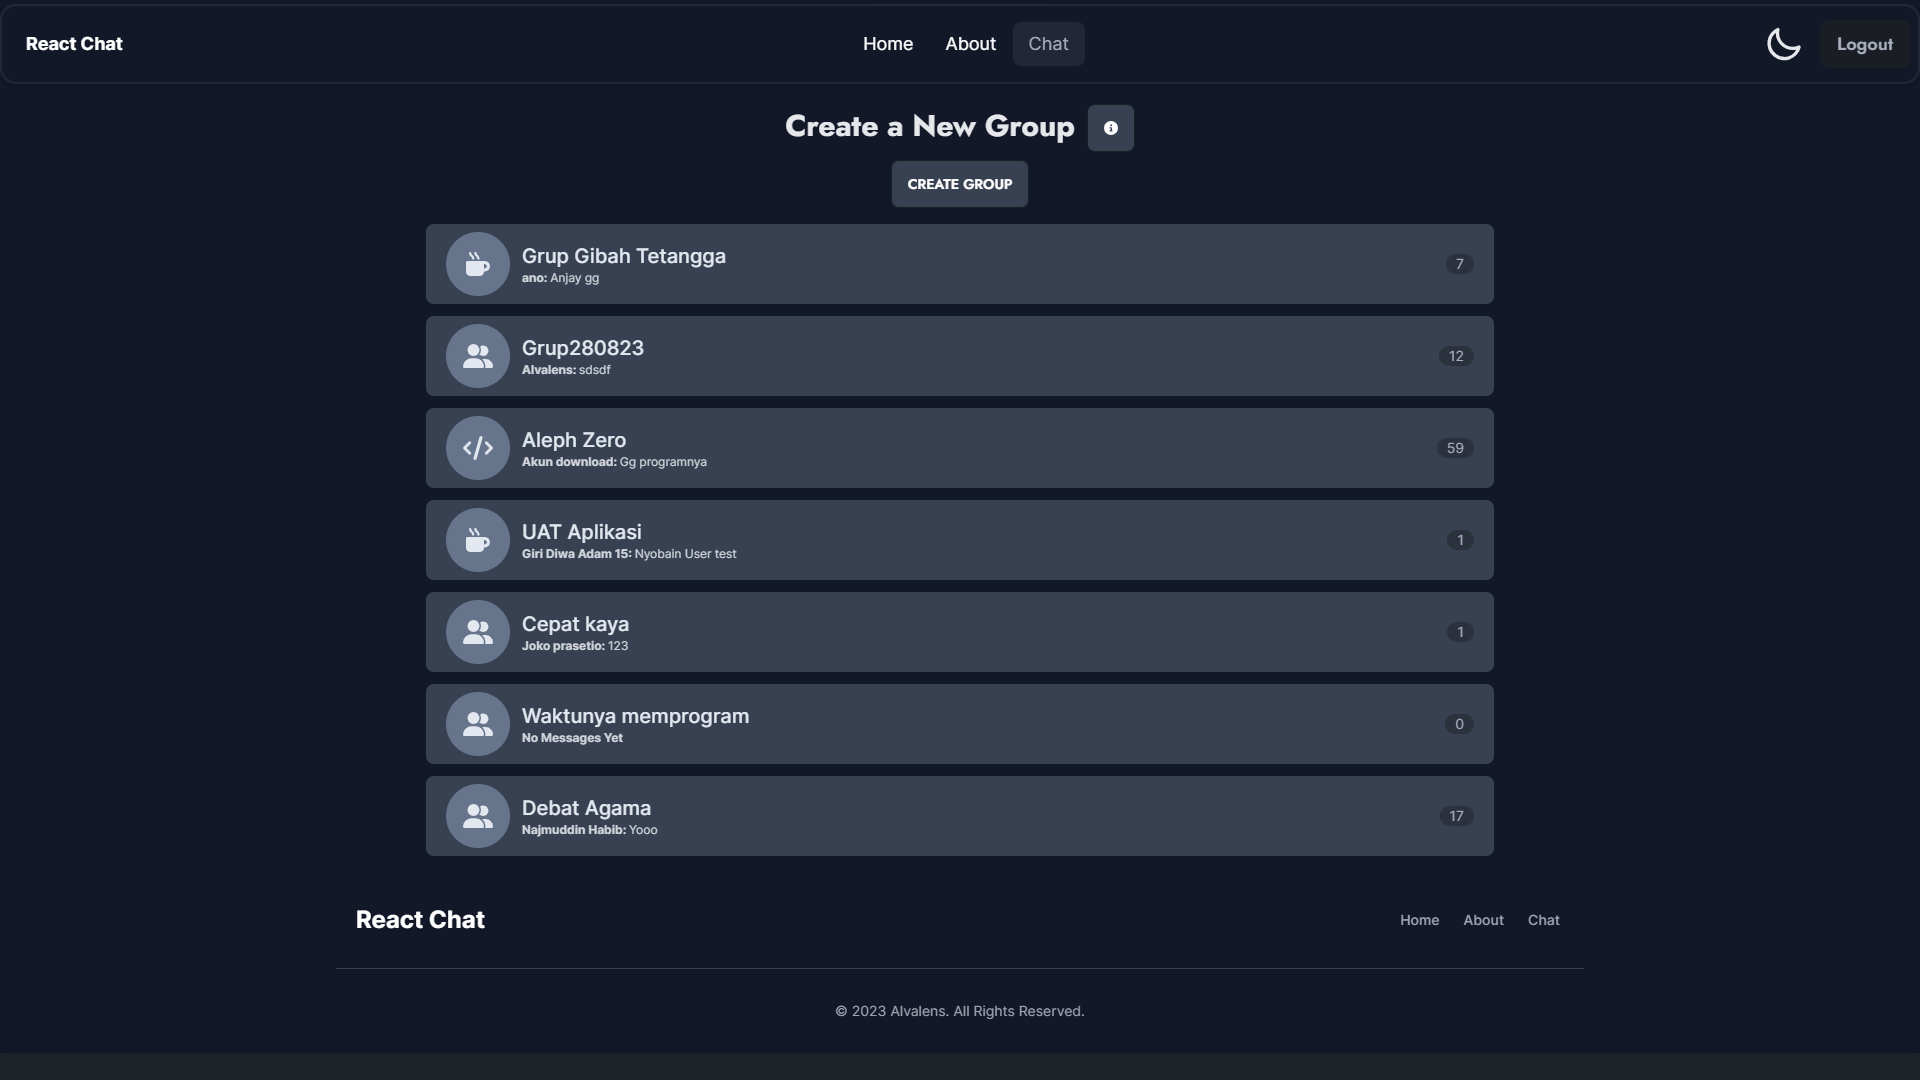 React Chat
Home About Chat
Logout
Create a New Group
CREATE GROUP
Grup Gibah Tetangga
ano: Anjay gg
7
Grup280823
Alvalens: sdsdf
12
Aleph Zero
Akun download: Gg programnya
59
UAT Aplikasi
Giri Diwa Adam 15: Nyobain User test
1
Cepat kaya
Joko prasetio: 123
1
Waktunya memprogram
No Messages Yet
0
Debat Agama
Najmuddin Habib: Yooo
17
React Chat
Home About Chat
© 2023 Alvalens. All Rights Reserved.